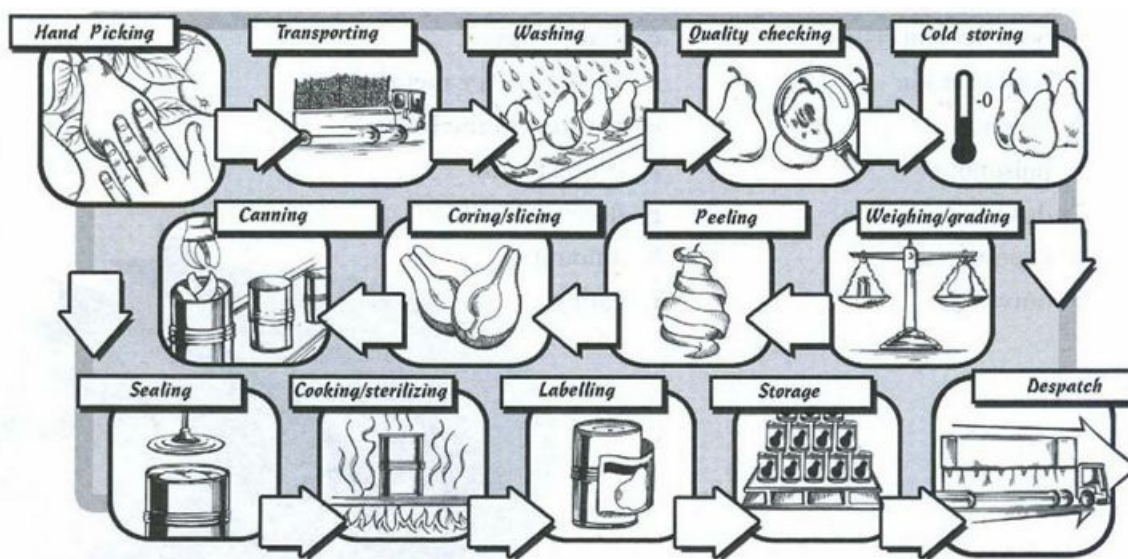 Hand Picking
Transporting
Washing
Quality checking
Cold storing
-0
Canning
Coring/slicing
Peeling
Weighing/grading
Sealing
Cooking/sterilizing
Labelling
Storage
Despatch